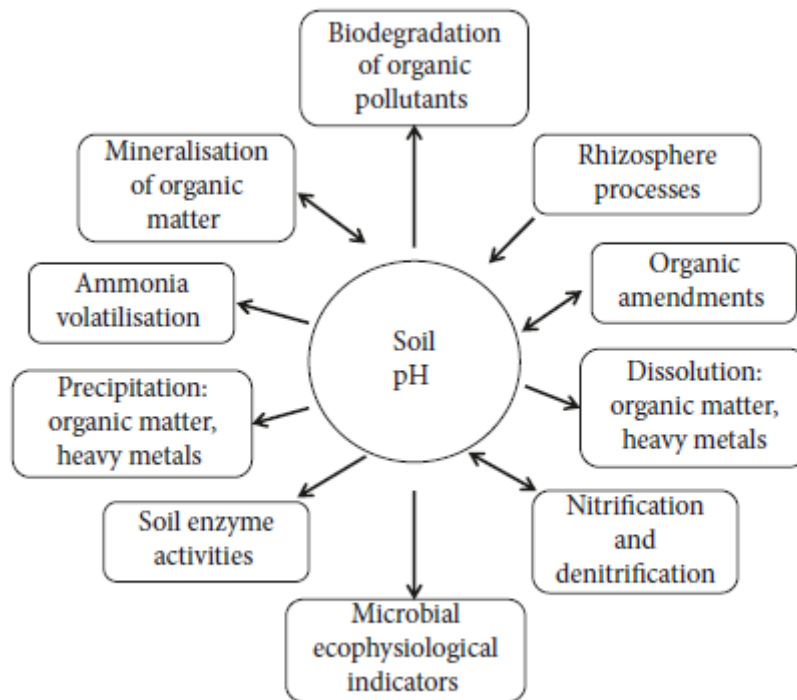 Biodegradation
of organic
pollutants
Mineralisation
of organic
matter
Rhizosphere
processes
Ammonia
volatilisation
Organic
amendments
Soil
pH
Precipitation:
organic matter,
heavy metals
Dissolution:
organic matter,
heavy metals
Soil enzyme
activities
Nitrification
and
denitrification
Microbial
ecophysiological
indicators